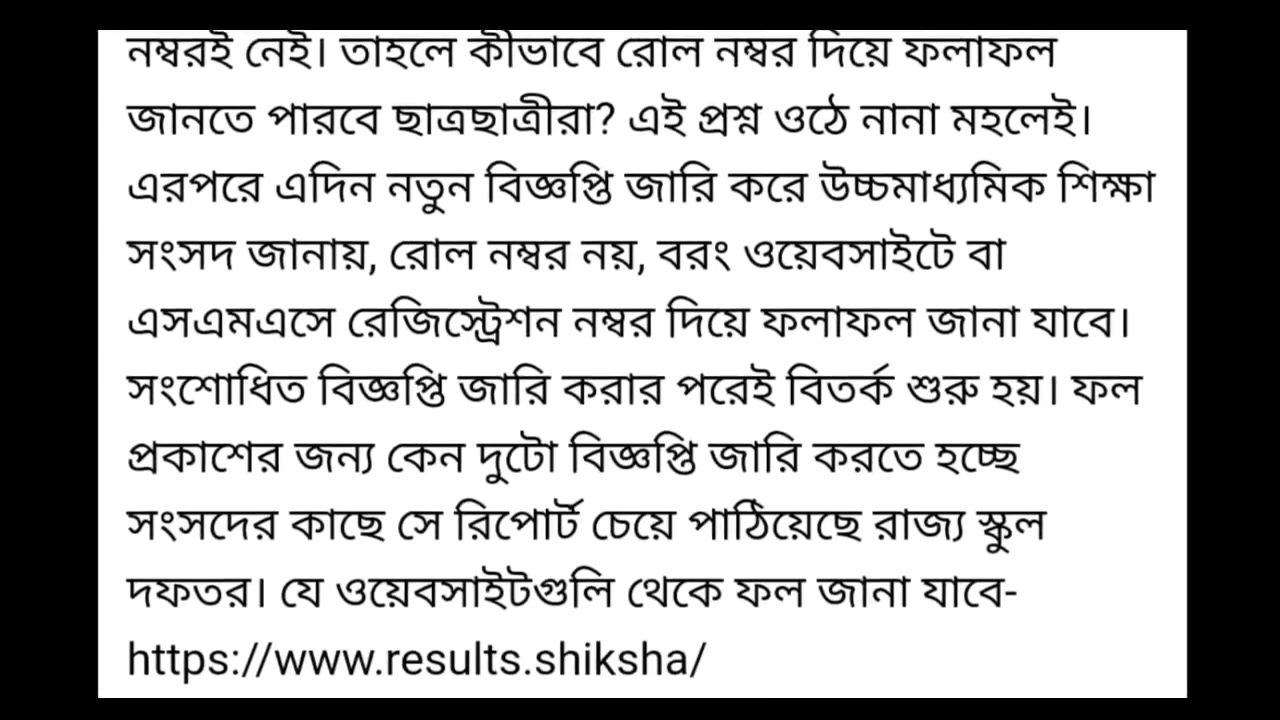 নম্বরই নেই। তাহলে কীভাবে রোল নম্বর দিয়ে ফলাফল
জানতে পারবে ছাত্রছাত্রীরা? এই প্রশ্ন ওঠে নানা মহলেই।
এরপরে এদিন নতুন বিজ্ঞপ্তি জারি করে উচ্চমাধ্যমিক শিক্ষা
সংসদ জানায়, রোল নম্বর নয়, বরং ওয়েবসাইটে বা
এসএমএসে রেজিস্ট্রেশন নম্বর দিয়ে ফলাফল জানা যাবে।
সংশোধিত বিজ্ঞপ্তি জারি করার পরেই বিতর্ক শুরু হয়। ফল
প্রকাশের জন্য কেন দুটো বিজ্ঞপ্তি জারি করতে হচ্ছে
সংসদের কাছে সে রিপোর্ট চেয়ে পাঠিয়েছে রাজ্য স্কুল
দফতর। যে ওয়েবসাইটগুলি থেকে ফল জানা যাবে-
https://www.results.shiksha/